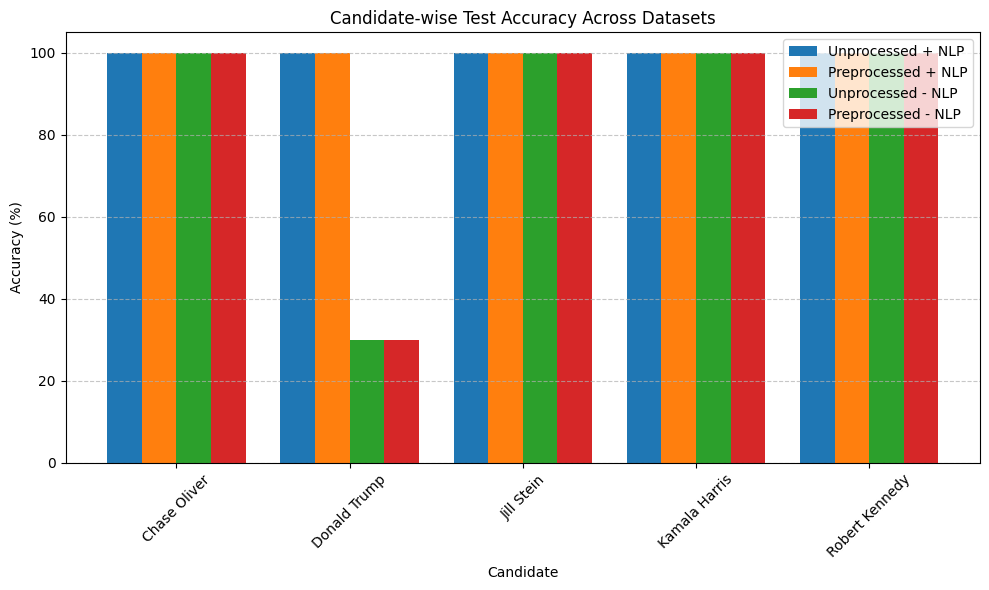 Candidate-wise Test Accuracy Across Datasets
Unprocessed + NLP
Preprocessed + NLP
Unprocessed - NLP
Preprocessed - NLP
Accuracy (%)
100
80
60
40
20
0
Chase Oliver
Donald Trump
Jill Stein
Kamala Harris
Robert Kennedy
Candidate